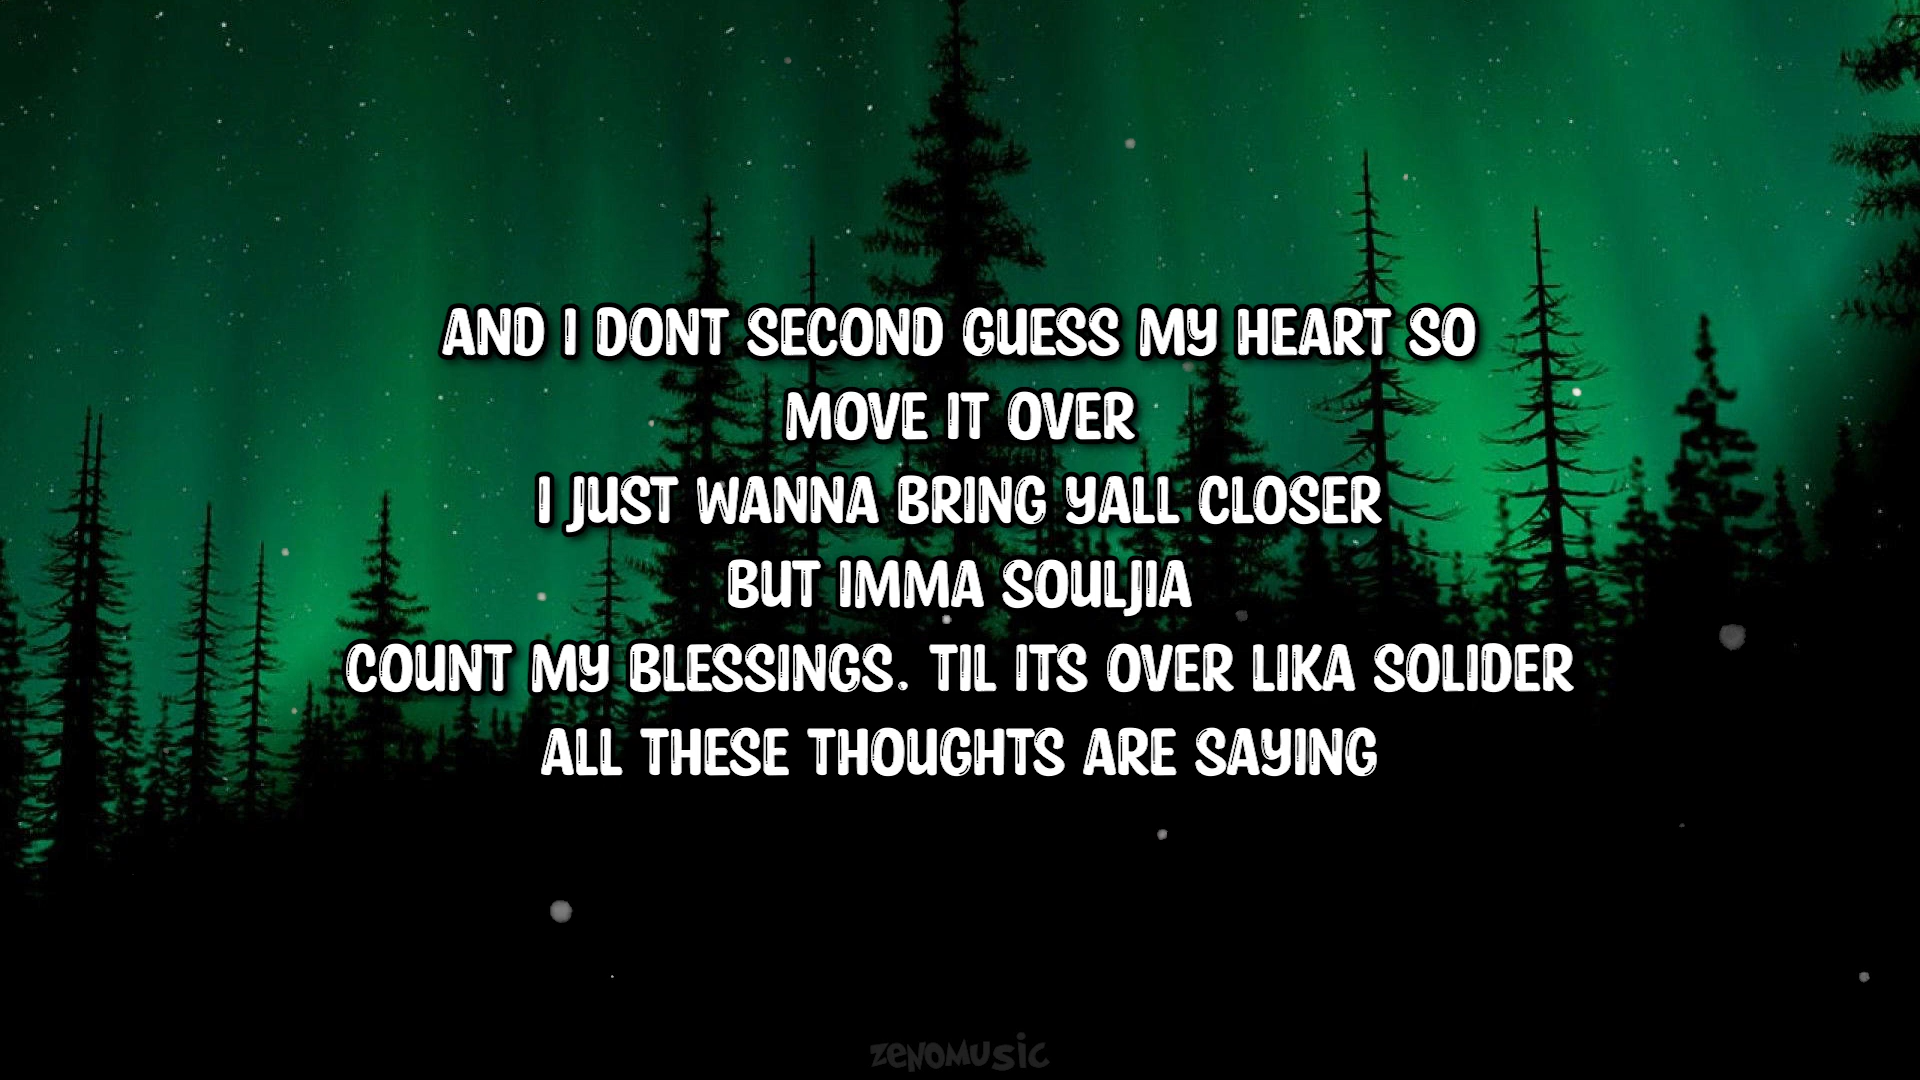 AND I DONT SECOND GUESS MY HEART SO
MOVE IT OVER
I JUST WANNA BRING YALL CLOSER
BUT IMMA SOULJIA
COUNT MY BLESSINGS. TIL ITS OVER LIKA SOLIDER
ALL THESE THOUGHTS ARE SAYING
ZENOMUSIC